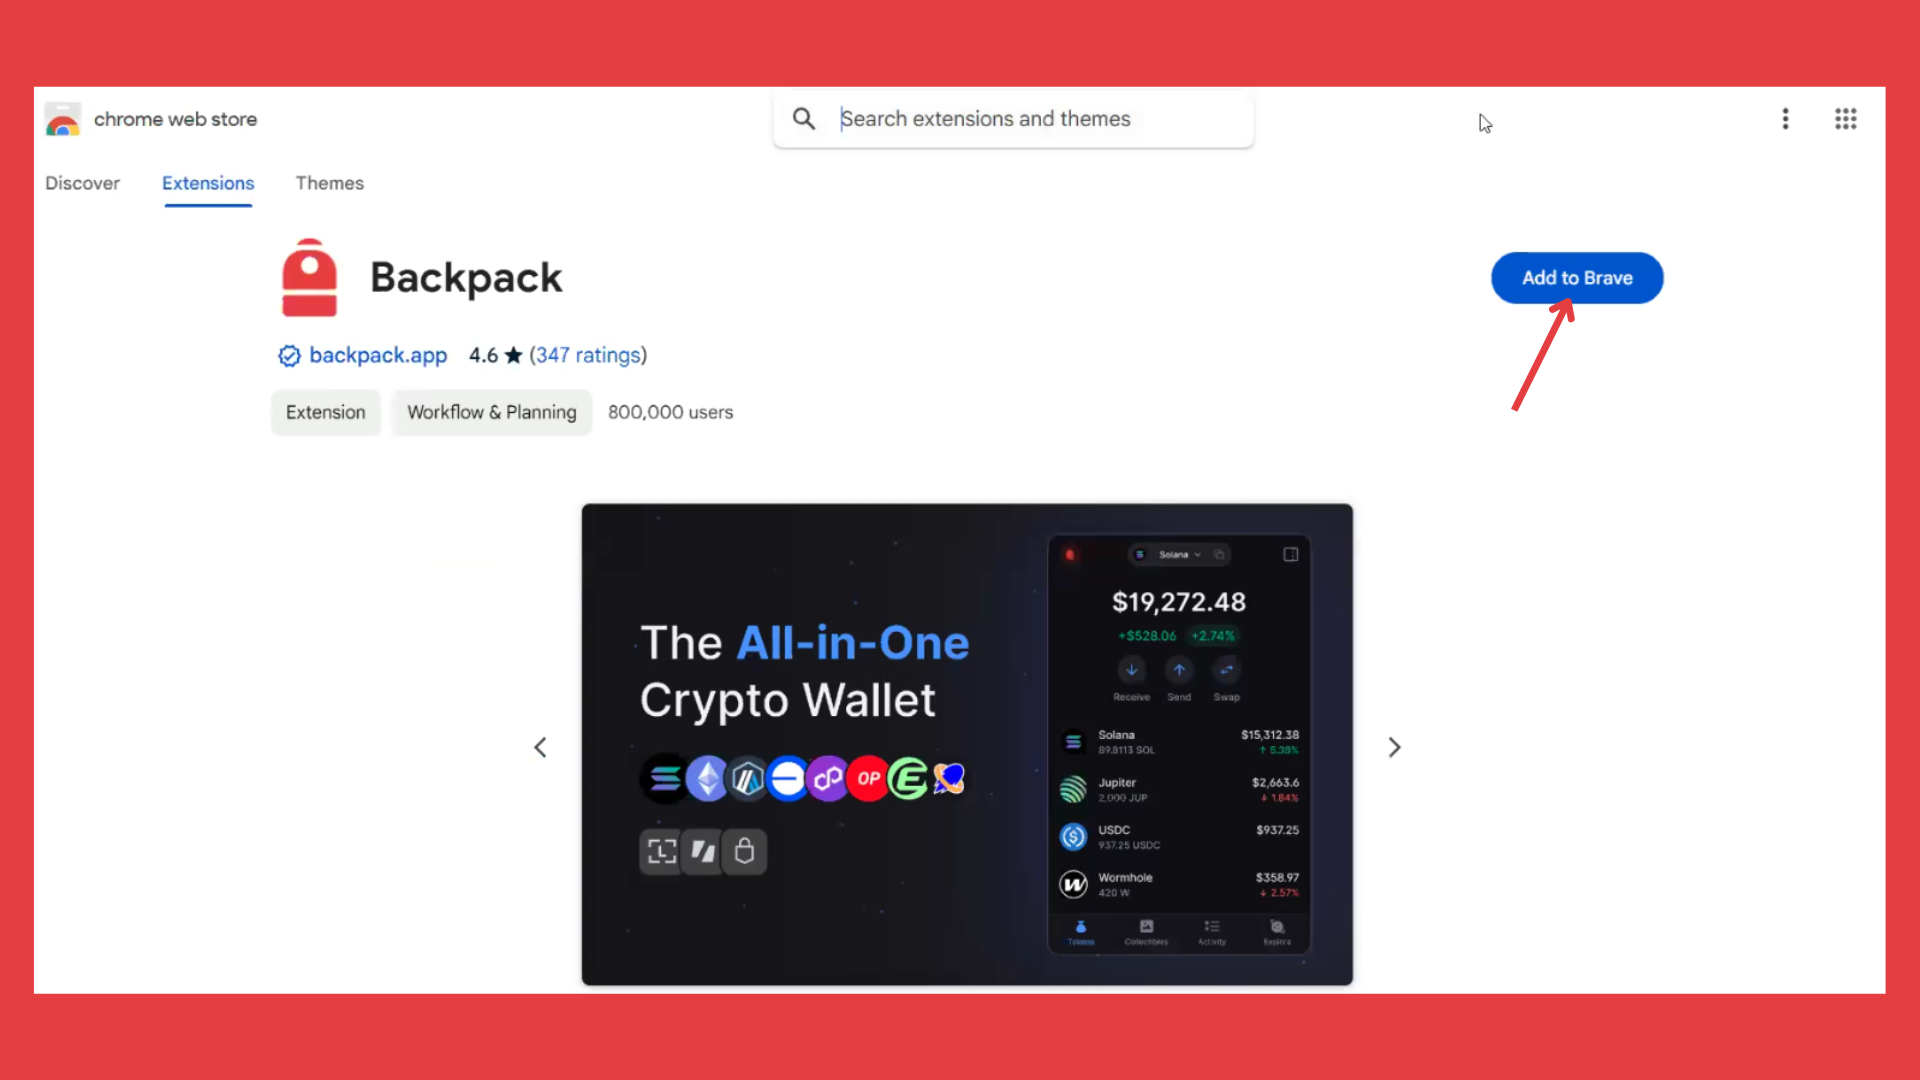 chrome web store
Search extensions and themes
Discover Extensions Themes
Backpack
Add to Brave
backpack.app 4.6 ★ (347 ratings)
Extension Workflow & Planning 800,000 users
The All-in-One
Crypto Wallet
OP
Solana
$19,272.48
+$528.06 +2.74%
Receive Send Swap
Solana $15,312.38
89.8113 SOL ↑ 5.39%
Jupiter $2,663.6
2,000 JUP ↓ 1.84%
USDC $937.25
937.25 USDC
Wormhole $358.97
420 W ↓ 2.57%
Tokens Collectibles Activity Explore